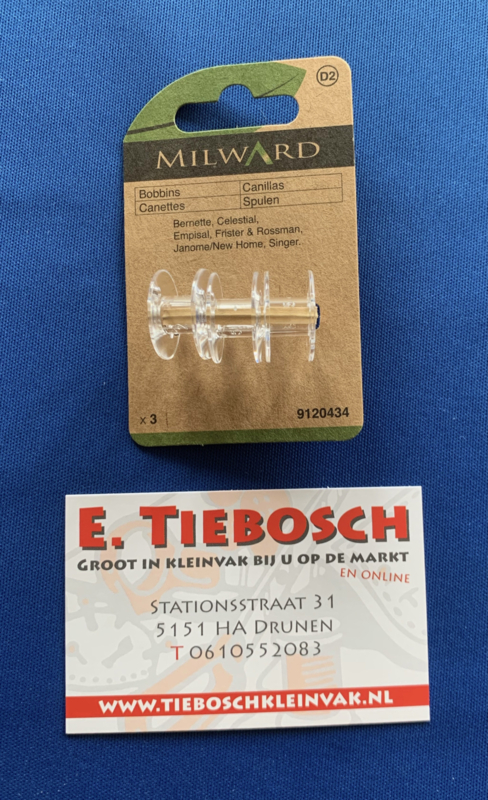 D2
MILWARD
Bobbins
Canillas
Canettes
Spulen
Bernette, Celestial,
Empisal, Frister & Rossman,
Janome/New Home, Singer.
x 3
9120434
E. TIEBOSCH
GROOT IN KLEINVAK BIJ U OP DE MARKT
EN ONLINE
STATIONSSTRAAT 31
5151 HA DRUNEN
T 0610552083
WWW.TIEBOSCHKLEINVAK.NL